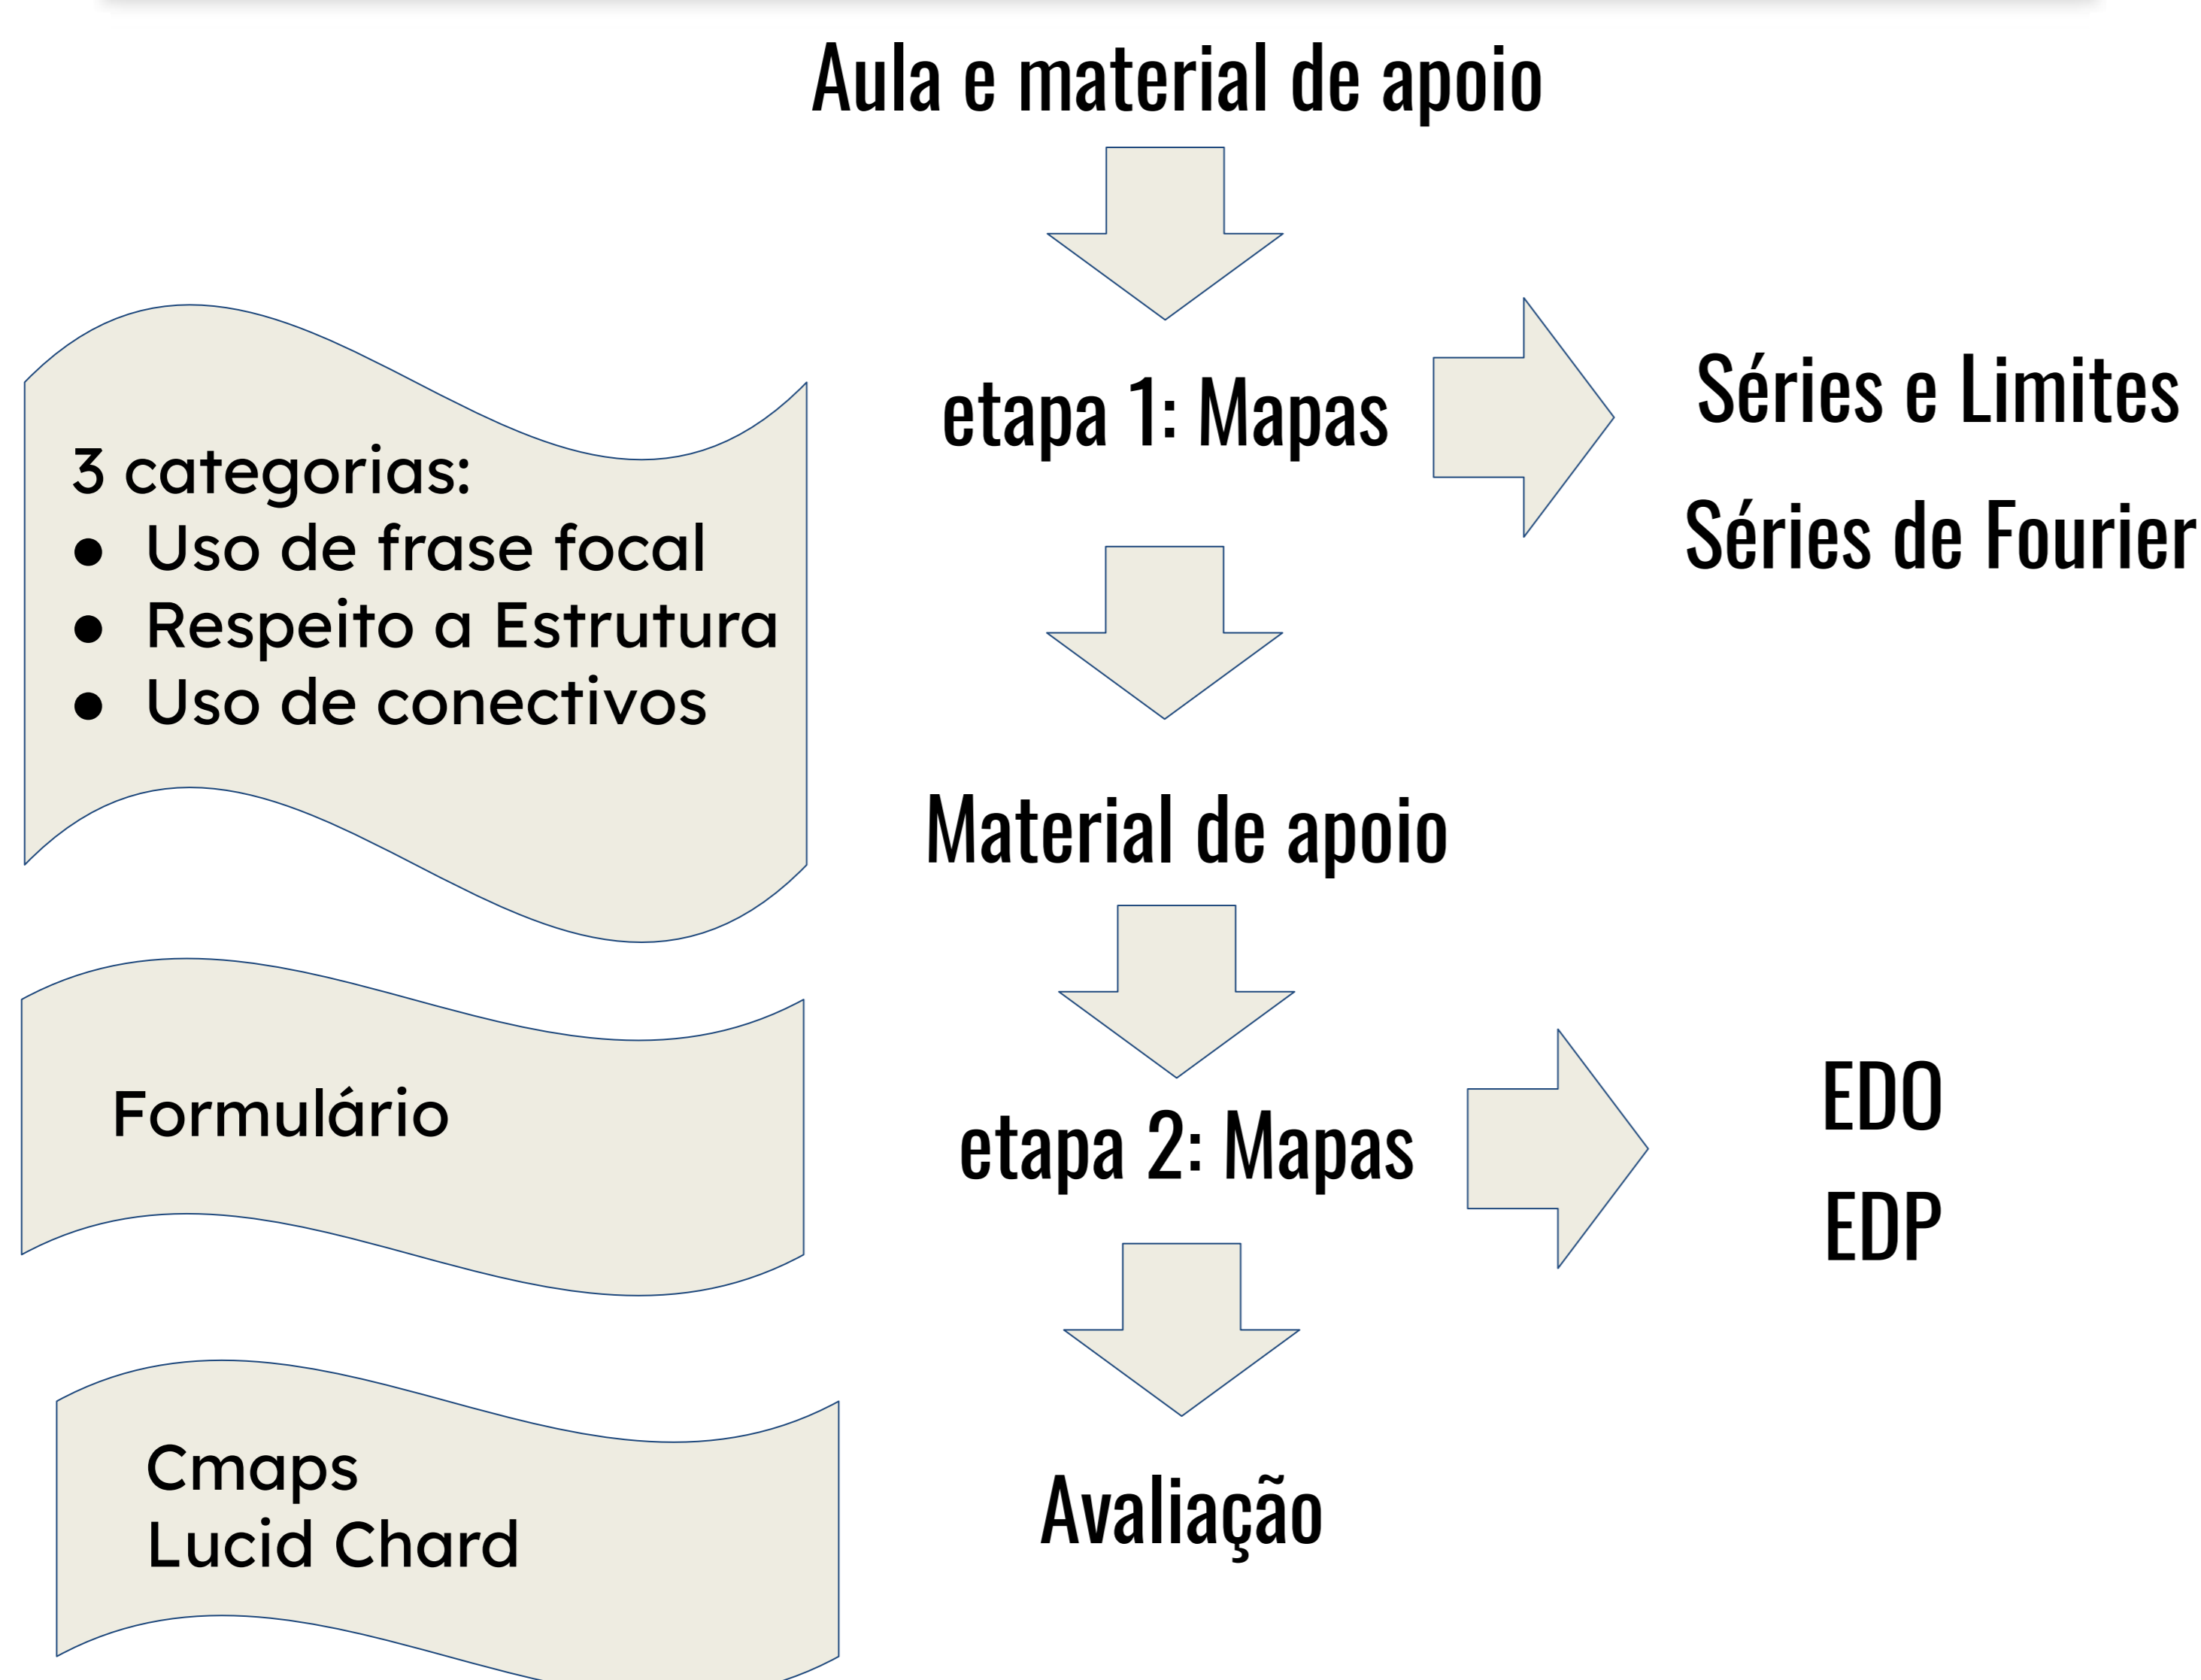 Aula e material de apoio
etapa 1: Mapas
Séries e Limites
Séries de Fourier
3 categorias:
● Uso de frase focal
● Respeito a Estrutura
● Uso de conectivos
Material de apoio
Formulário
etapa 2: Mapas
EDO
EDP
Cmaps
Lucid Chard
Avaliação